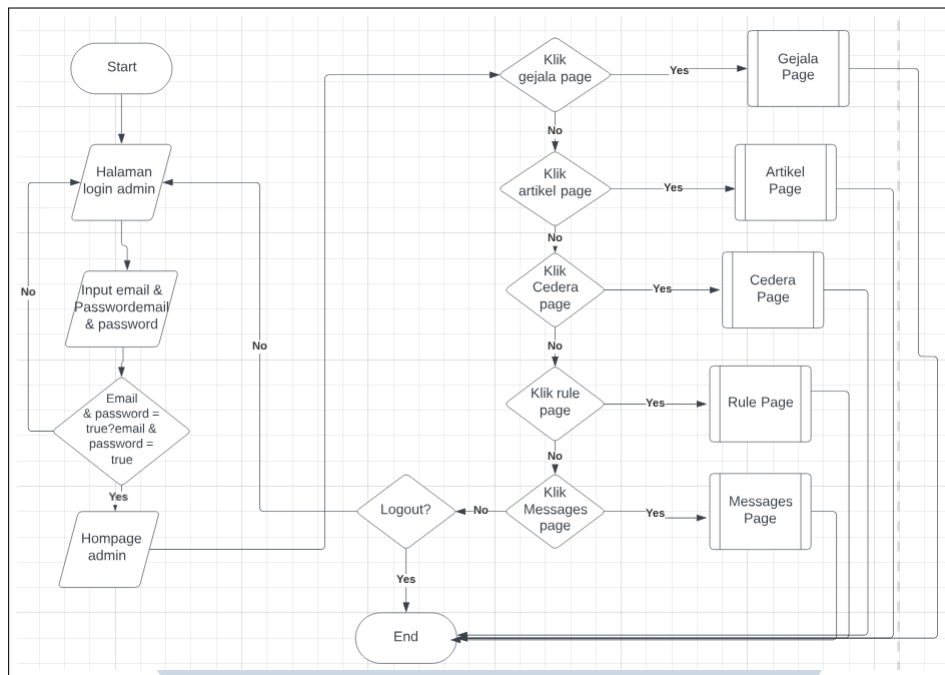 Start
Halaman
login admin
Input email &
Passwordemail
& password
No
Email
& password =
true?email &
password =
true
Yes
Hompage
admin
No
Klik
gejala page
Yes
Gejala
Page
No
Klik
artikel page
Yes
Artikel
Page
No
Klik
Cedera
page
Yes
Cedera
Page
No
Klik rule
page
Yes
Rule Page
No
Klik
Messages
page
Yes
Messages
Page
No
Logout?
Yes
End